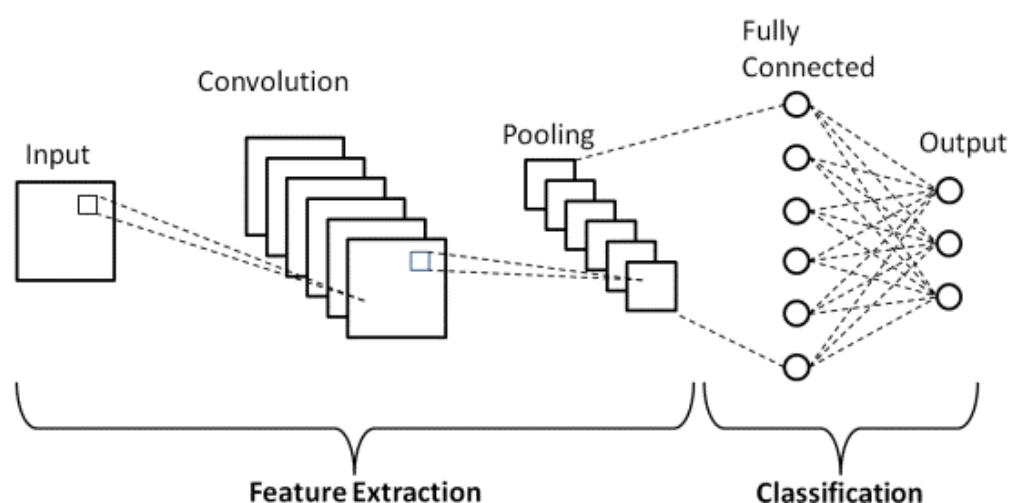 Input
Convolution
Pooling
Fully
Connected
Output
Feature Extraction
Classification